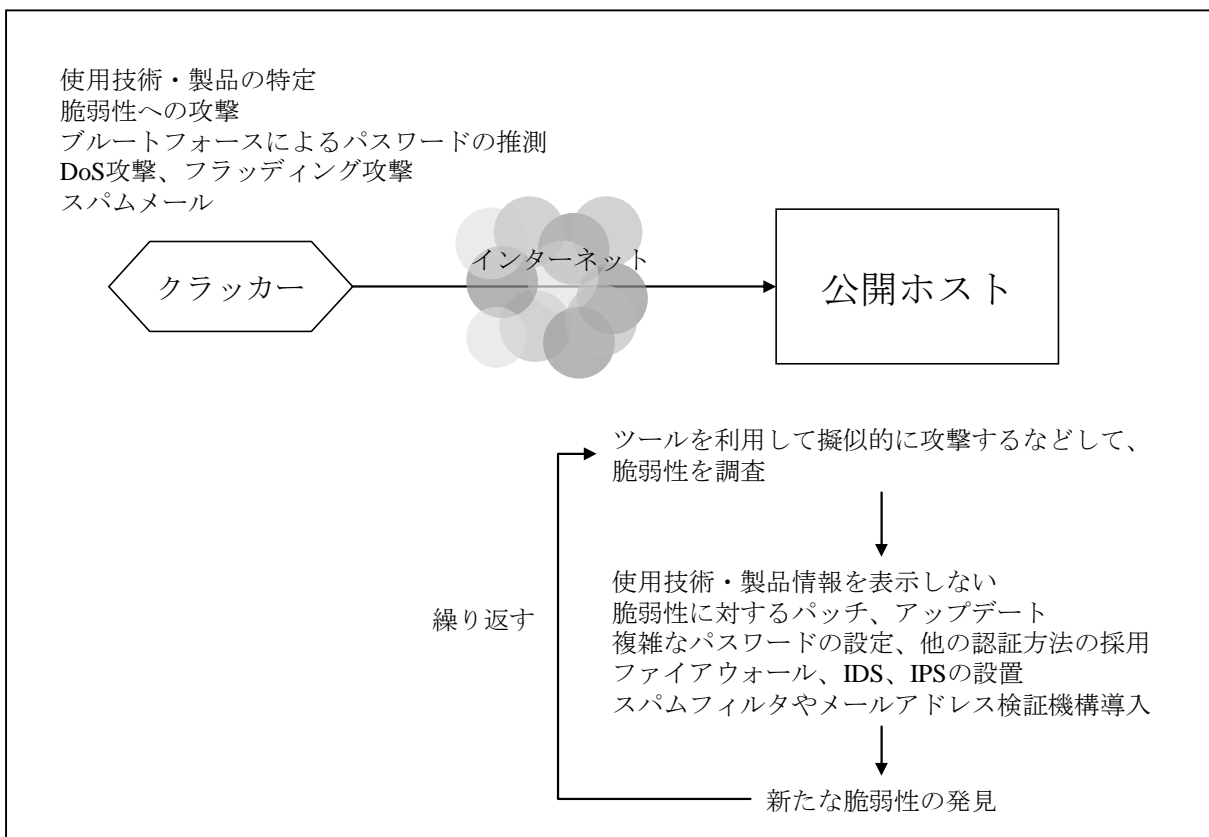 使用技術・製品の特定
脆弱性への攻撃
ブルートフォースによるパスワードの推測
DoS攻撃、フラッディング攻撃
スパムメール
クラッカー
インターネット
公開ホスト
ツールを利用して擬似的に攻撃するなどして、
脆弱性を調査
使用技術・製品情報を表示しない
脆弱性に対するパッチ、アップデート
複雑なパスワードの設定、他の認証方法の採用
ファイアウォール、IDS、IPSの設置
スパムフィルタやメールアドレス検証機構導入
繰り返す
新たな脆弱性の発見